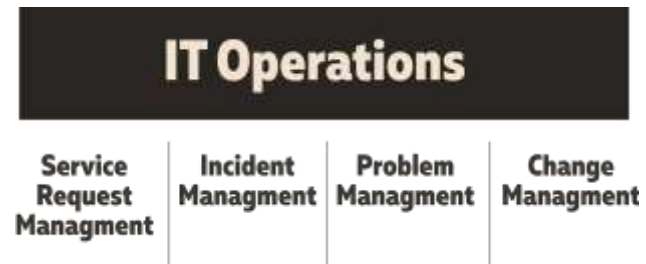 IT Operations
Service
Request
Managment
Incident
Managment
Problem
Managment
Change
Managment